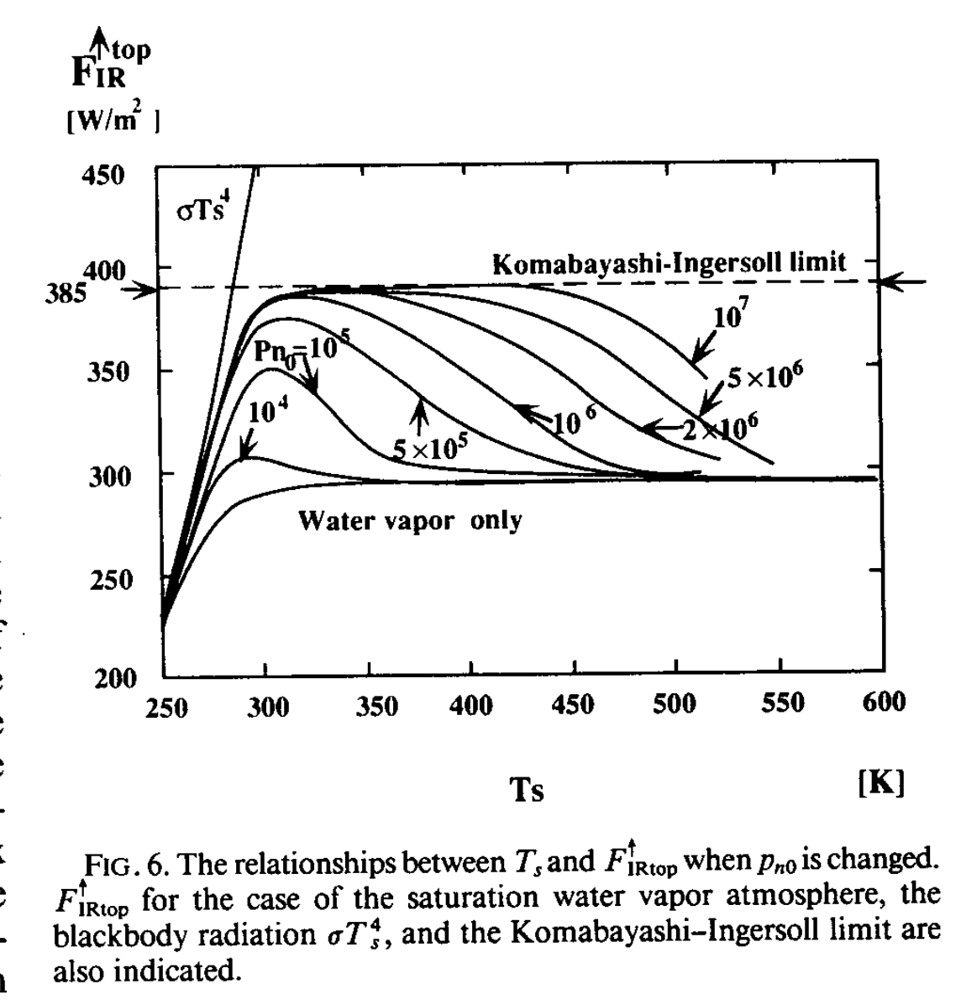 F↑top IR
[W/m² ]
450
σTs⁴
400
Komabayashi-Ingersoll limit
385
10⁷
Pn₀=10⁵
350
5×10⁶
10⁴
10⁶
2×10⁶
5×10⁵
300
Water vapor only
250
200
250 300 350 400 450 500 550 600
Ts [K]
FIG. 6. The relationships between Tₛ and F↑IRtop when pn0 is changed.
F↑IRtop for the case of the saturation water vapor atmosphere, the
blackbody radiation σTₛ⁴, and the Komabayashi–Ingersoll limit are
also indicated.